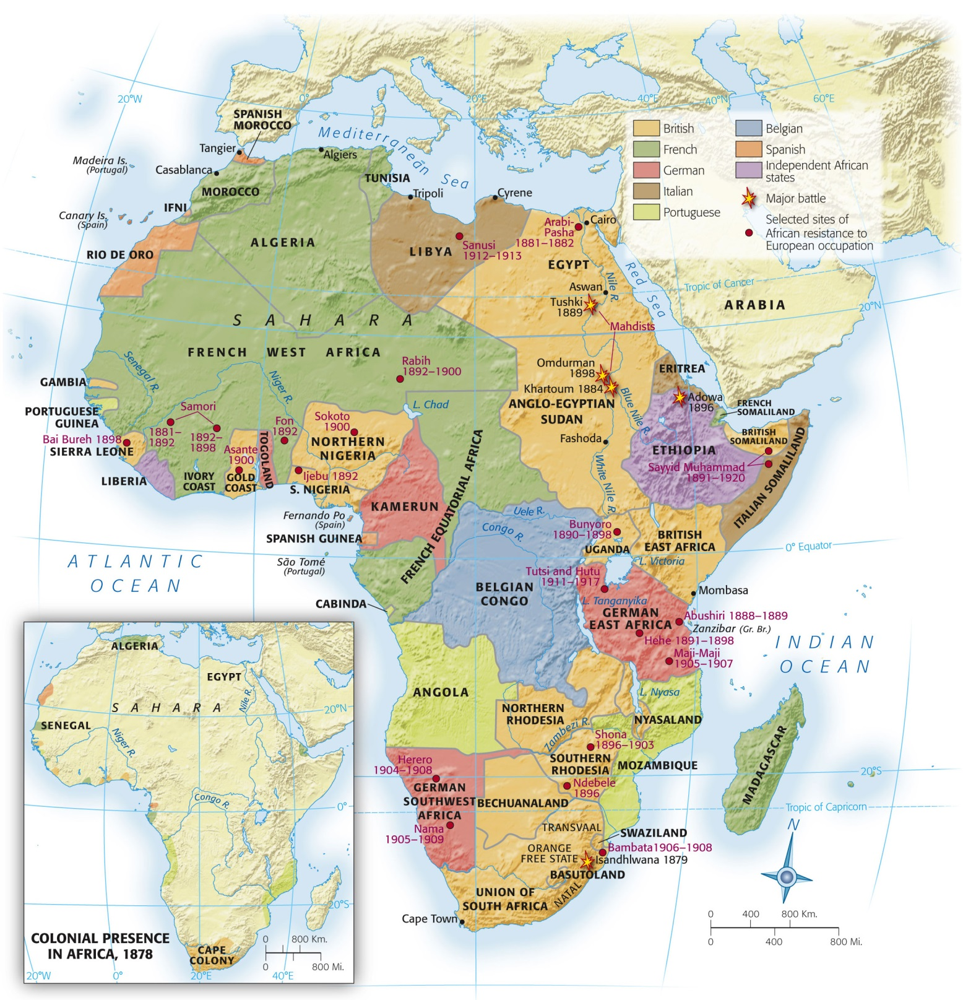 20°W
0°
20°E
40°E
40°N
60°E
SPANISH
MOROCCO
Mediterranean Sea
Tangier
Algiers
Madeira Is.
(Portugal)
Casablanca
TUNISIA
MOROCCO
Tripoli
Cyrene
IFNI
Canary Is.
(Spain)
British
French
German
Italian
Portuguese
Belgian
Spanish
Independent African
states
Major battle
Selected sites of
African resistance to
European occupation
Arabi-
Pasha
1881–1882
Cairo
ALGERIA
Sanusi
1912–1913
LIBYA
RIO DE ORO
EGYPT
Nile R.
Red Sea
Aswan
Tropic of Cancer
Tushki
1889
ARABIA
20°N
SAHARA
Mahdists
FRENCH WEST AFRICA
Senegal R.
Niger R.
Rabih
1892–1900
Omdurman
1898
ERITREA
GAMBIA
Khartoum 1884
Blue Nile R.
Adowa
1896
L. Chad
ANGLO-EGYPTIAN
SUDAN
FRENCH
SOMALILAND
PORTUGUESE
GUINEA
Samori
1881–
1892
1892–
1898
Fon
1892
Sokoto
1900
BRITISH
SOMALILAND
Bai Bureh 1898
SIERRA LEONE
Asante
1900
TOGOLAND
NORTHERN
NIGERIA
Fashoda
ETHIOPIA
White Nile R.
Sayyid Muhammad
1891–1920
ITALIAN SOMALILAND
LIBERIA
IVORY
COAST
GOLD
COAST
Ijebu 1892
S. NIGERIA
KAMERUN
FRENCH EQUATORIAL AFRICA
Fernando Po
(Spain)
Uele R.
Congo R.
Bunyoro
1890–1898
UGANDA
BRITISH
EAST AFRICA
SPANISH GUINEA
0° Equator
L. Victoria
ATLANTIC
OCEAN
São Tomé
(Portugal)
Tutsi and Hutu
1911–1917
BELGIAN
CONGO
Mombasa
CABINDA
L. Tanganyika
GERMAN
EAST AFRICA
Abushiri 1888–1889
Zanzibar (Gr. Br.)
Hehe 1891–1898
INDIAN
OCEAN
Maji-Maji
1905–1907
ANGOLA
L. Nyasa
NORTHERN
RHODESIA
NYASALAND
Zambezi R.
Shona
1896–1903
MADAGASCAR
Herero
1904–1908
SOUTHERN
RHODESIA
MOZAMBIQUE
20°S
GERMAN
SOUTHWEST
AFRICA
Ndebele
1896
BECHUANALAND
Tropic of Capricorn
Nama
1905–1909
TRANSVAAL
SWAZILAND
N
ORANGE
FREE STATE
Bambata 1906–1908
Isandhlwana 1879
BASUTOLAND
NATAL
UNION OF
SOUTH AFRICA
Cape Town
0 400 800 Km.
0 400 800 Mi.
ALGERIA
EGYPT
SAHARA
Nile R.
20°N
SENEGAL
Niger R.
Congo R.
0°
20°S
COLONIAL PRESENCE
IN AFRICA, 1878
CAPE
COLONY
0 800 Km.
0 800 Mi.
20°W
0°
20°E
40°E